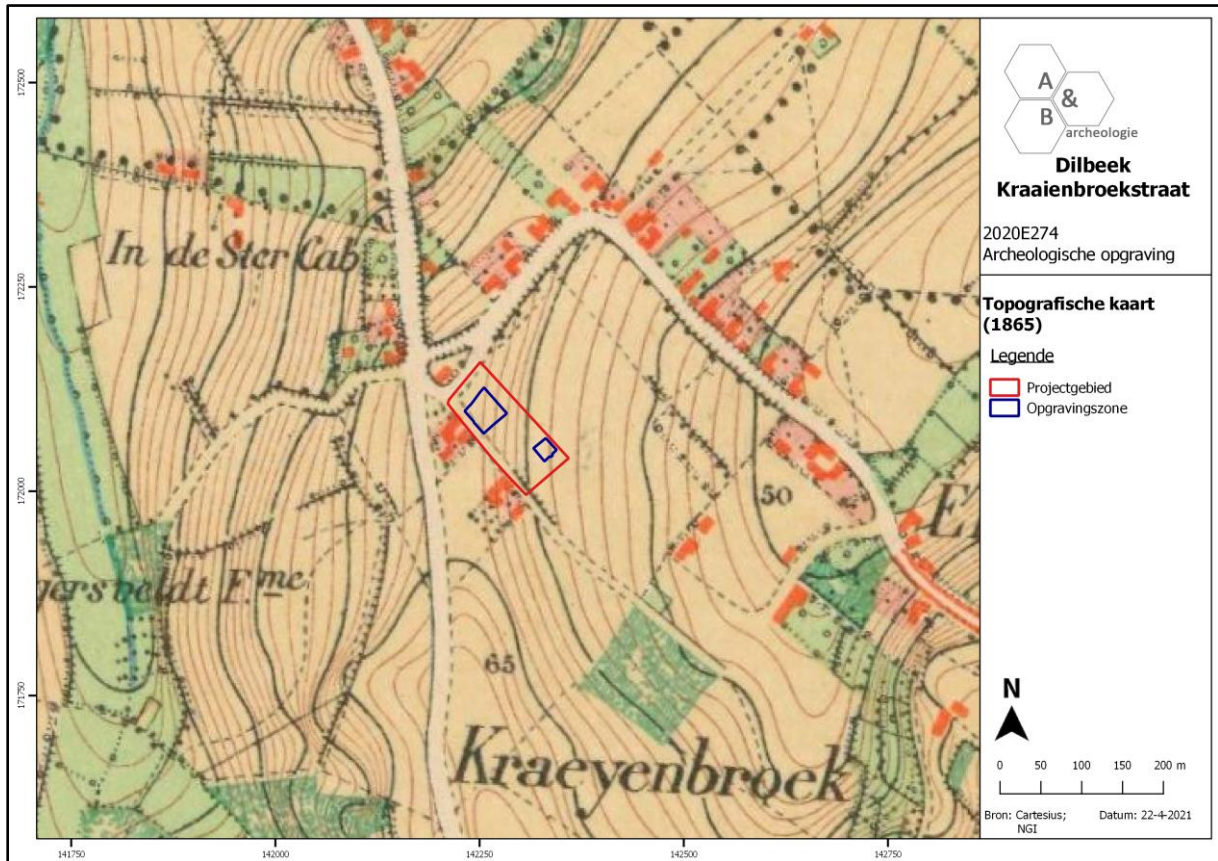 In de Ster Cab
gersveldt F.me
65
50
Kraeyenbroek
172500
172250
172000
171750
141750
142000
142250
142500
142750
A
&
B
archeologie
Dilbeek
Kraaienbroekstraat
2020E274
Archeologische opgraving
Topografische kaart
(1865)
Legende
Projectgebied
Opgravingszone
N
0 50 100 150 200 m
Bron: Cartesius;
NGI
Datum: 22-4-2021